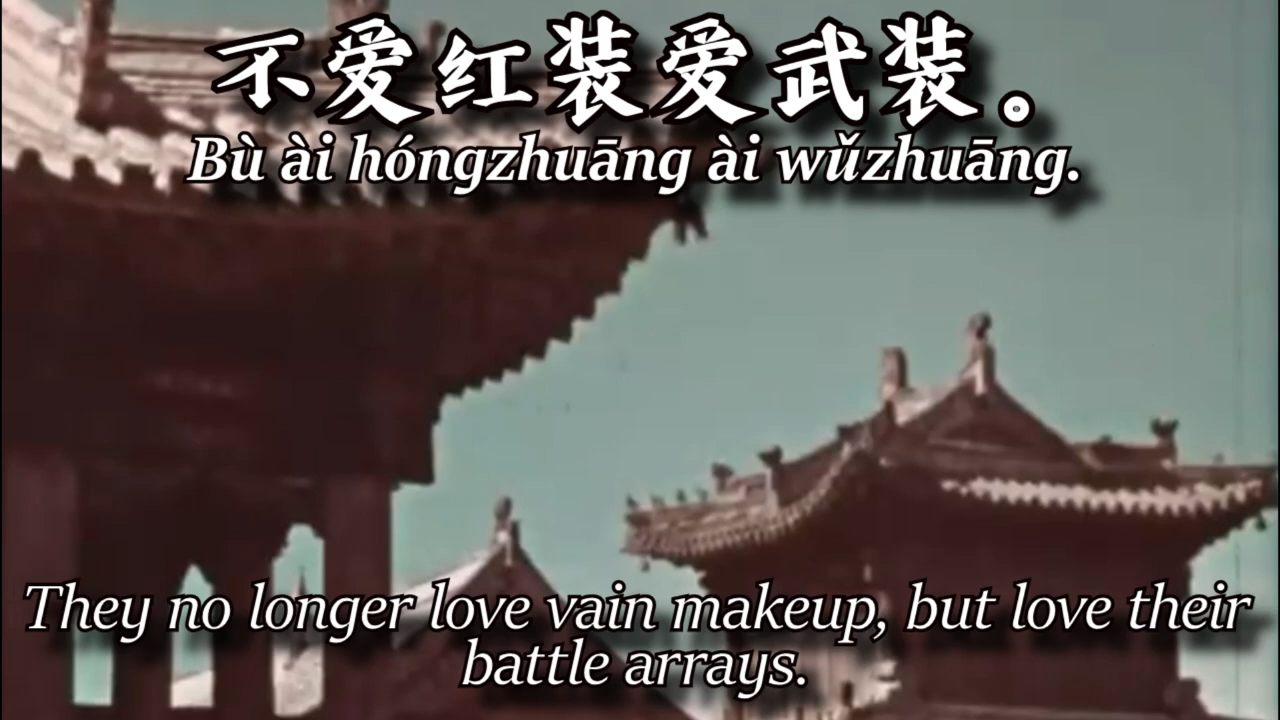 不爱红装爱武装。
Bù ài hóngzhuāng ài wǔzhuāng.
They no longer love vain makeup, but love their
battle arrays.